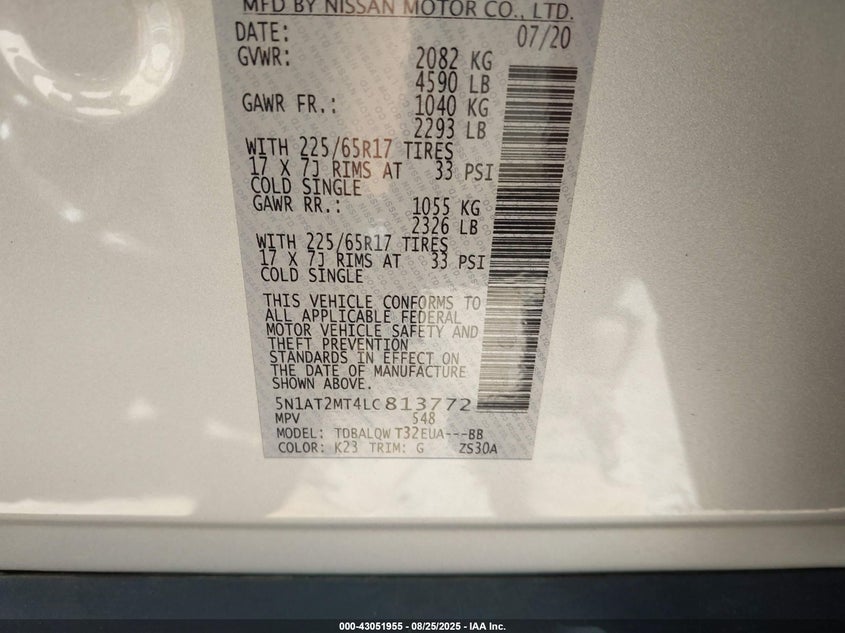 MFD BY NISSAN MOTOR CO., LTD.
DATE: 07/20
GVWR: 2082 KG
4590 LB
GAWR FR.: 1040 KG
2293 LB
WITH 225/65R17 TIRES
17 X 7J RIMS AT 33 PSI
COLD SINGLE
GAWR RR.: 1055 KG
2326 LB
WITH 225/65R17 TIRES
17 X 7J RIMS AT 33 PSI
COLD SINGLE
THIS VEHICLE CONFORMS TO
ALL APPLICABLE FEDERAL
MOTOR VEHICLE SAFETY AND
THEFT PREVENTION
STANDARDS IN EFFECT ON
THE DATE OF MANUFACTURE
SHOWN ABOVE.
5N1AT2MT4LC813772
MPV 548
MODEL: TDBALQW T32EUA---BB
COLOR: K23 TRIM: G ZS30A
000-43051955 - 08/25/2025 - IAA Inc.